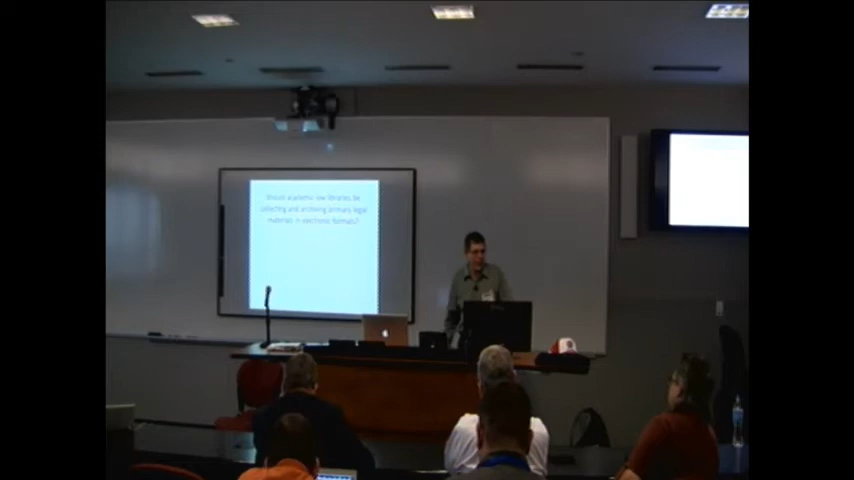 Should academic law libraries be
collecting and archiving primary legal
materials in electronic formats?